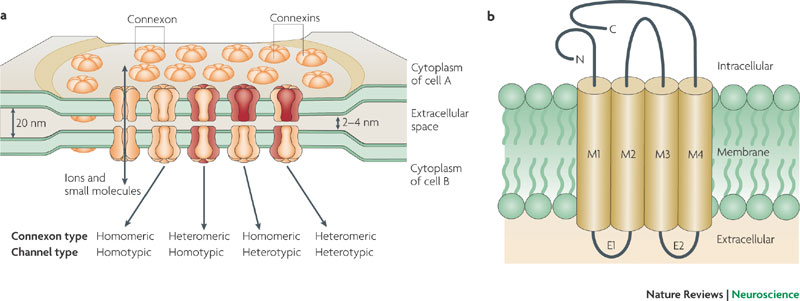 a
Connexon
Connexins
Cytoplasm
of cell A
Extracellular
space
20 nm
2–4 nm
Cytoplasm
of cell B
Ions and
small molecules
Connexon type Homomeric Heteromeric Homomeric Heteromeric
Channel type Homotypic Homotypic Heterotypic Heterotypic
b
C
N
Intracellular
M1 M2 M3 M4
Membrane
E1 E2
Extracellular
Nature Reviews | Neuroscience